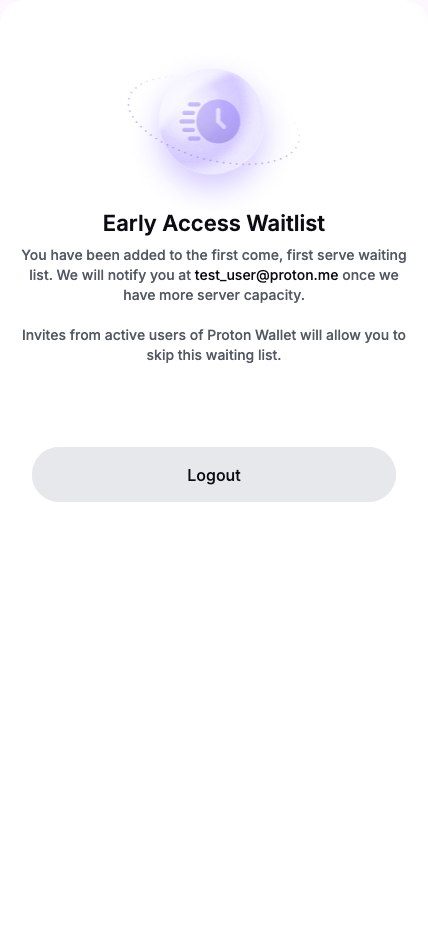 Early Access Waitlist
You have been added to the first come, first serve waiting
list. We will notify you at test_user@proton.me once we
have more server capacity.
Invites from active users of Proton Wallet will allow you to
skip this waiting list.
Logout